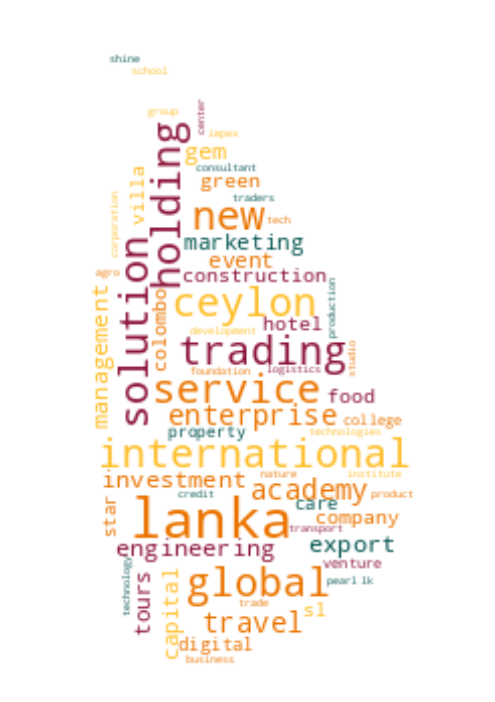 shine
school
group
center
impex
holding
gem
consultant
green
villa
traders
corporation
new
tech
marketing
solution
event
agro
construction
management
colombo
ceylon
production
hotel
development
trading
studio
foundation
logistics
service
food
enterprise
college
property
technologies
international
investment
nature
institute
academy
credit
product
star
lanka
care
company
transport
engineering
export
technology
venture
tours
capital
global
pearl lk
trade
sl
travel
digital
business